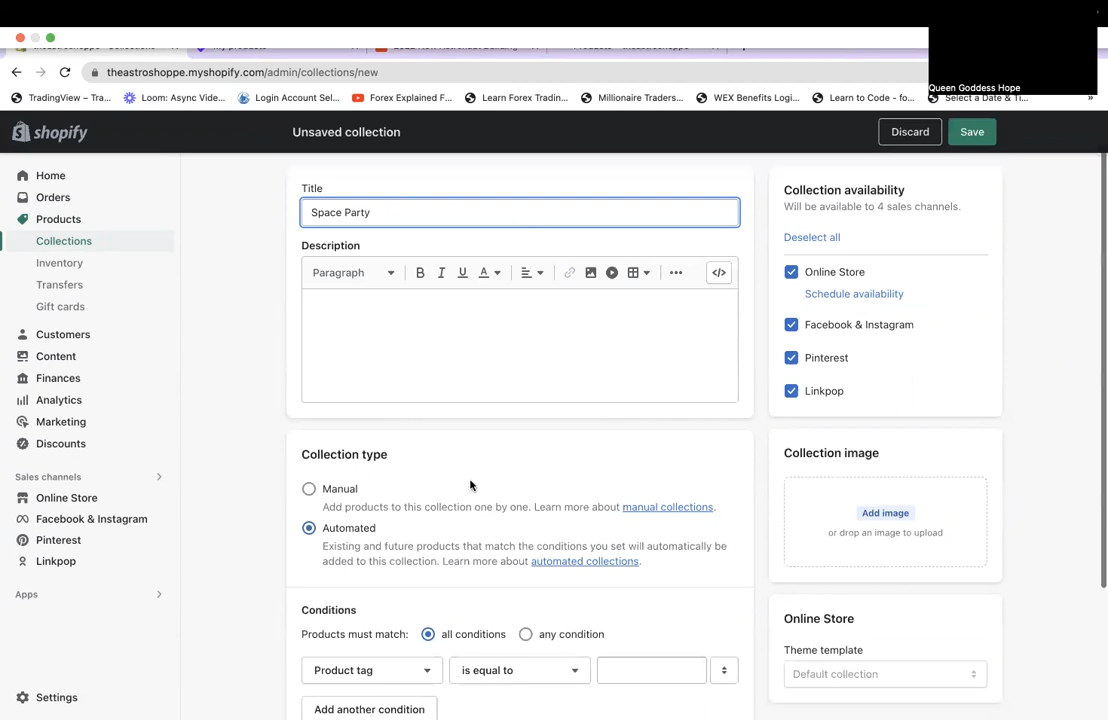 theastroshoppe.myshopify.com/admin/collections/new
Queen Goddess Hope
TradingView – Tra...
Loom: Async Vide...
Login Account Sel...
Forex Explained F...
Learn Forex Tradin...
Millionaire Traders...
WEX Benefits Logi...
Learn to Code - fo...
Select a Date & Ti...
»
shopify
Unsaved collection
Discard
Save
Home
Orders
Products
Collections
Inventory
Transfers
Gift cards
Customers
Content
Finances
Analytics
Marketing
Discounts
Sales channels
Online Store
Facebook & Instagram
Pinterest
Linkpop
Apps
Settings
Title
Space Party
Description
Paragraph
B I U A
</>
Collection type
Manual
Add products to this collection one by one. Learn more about manual collections.
Automated
Existing and future products that match the conditions you set will automatically be
added to this collection. Learn more about automated collections.
Conditions
Products must match: all conditions any condition
Product tag
is equal to
Add another condition
Collection availability
Will be available to 4 sales channels.
Deselect all
Online Store
Schedule availability
Facebook & Instagram
Pinterest
Linkpop
Collection image
Add image
or drop an image to upload
Online Store
Theme template
Default collection